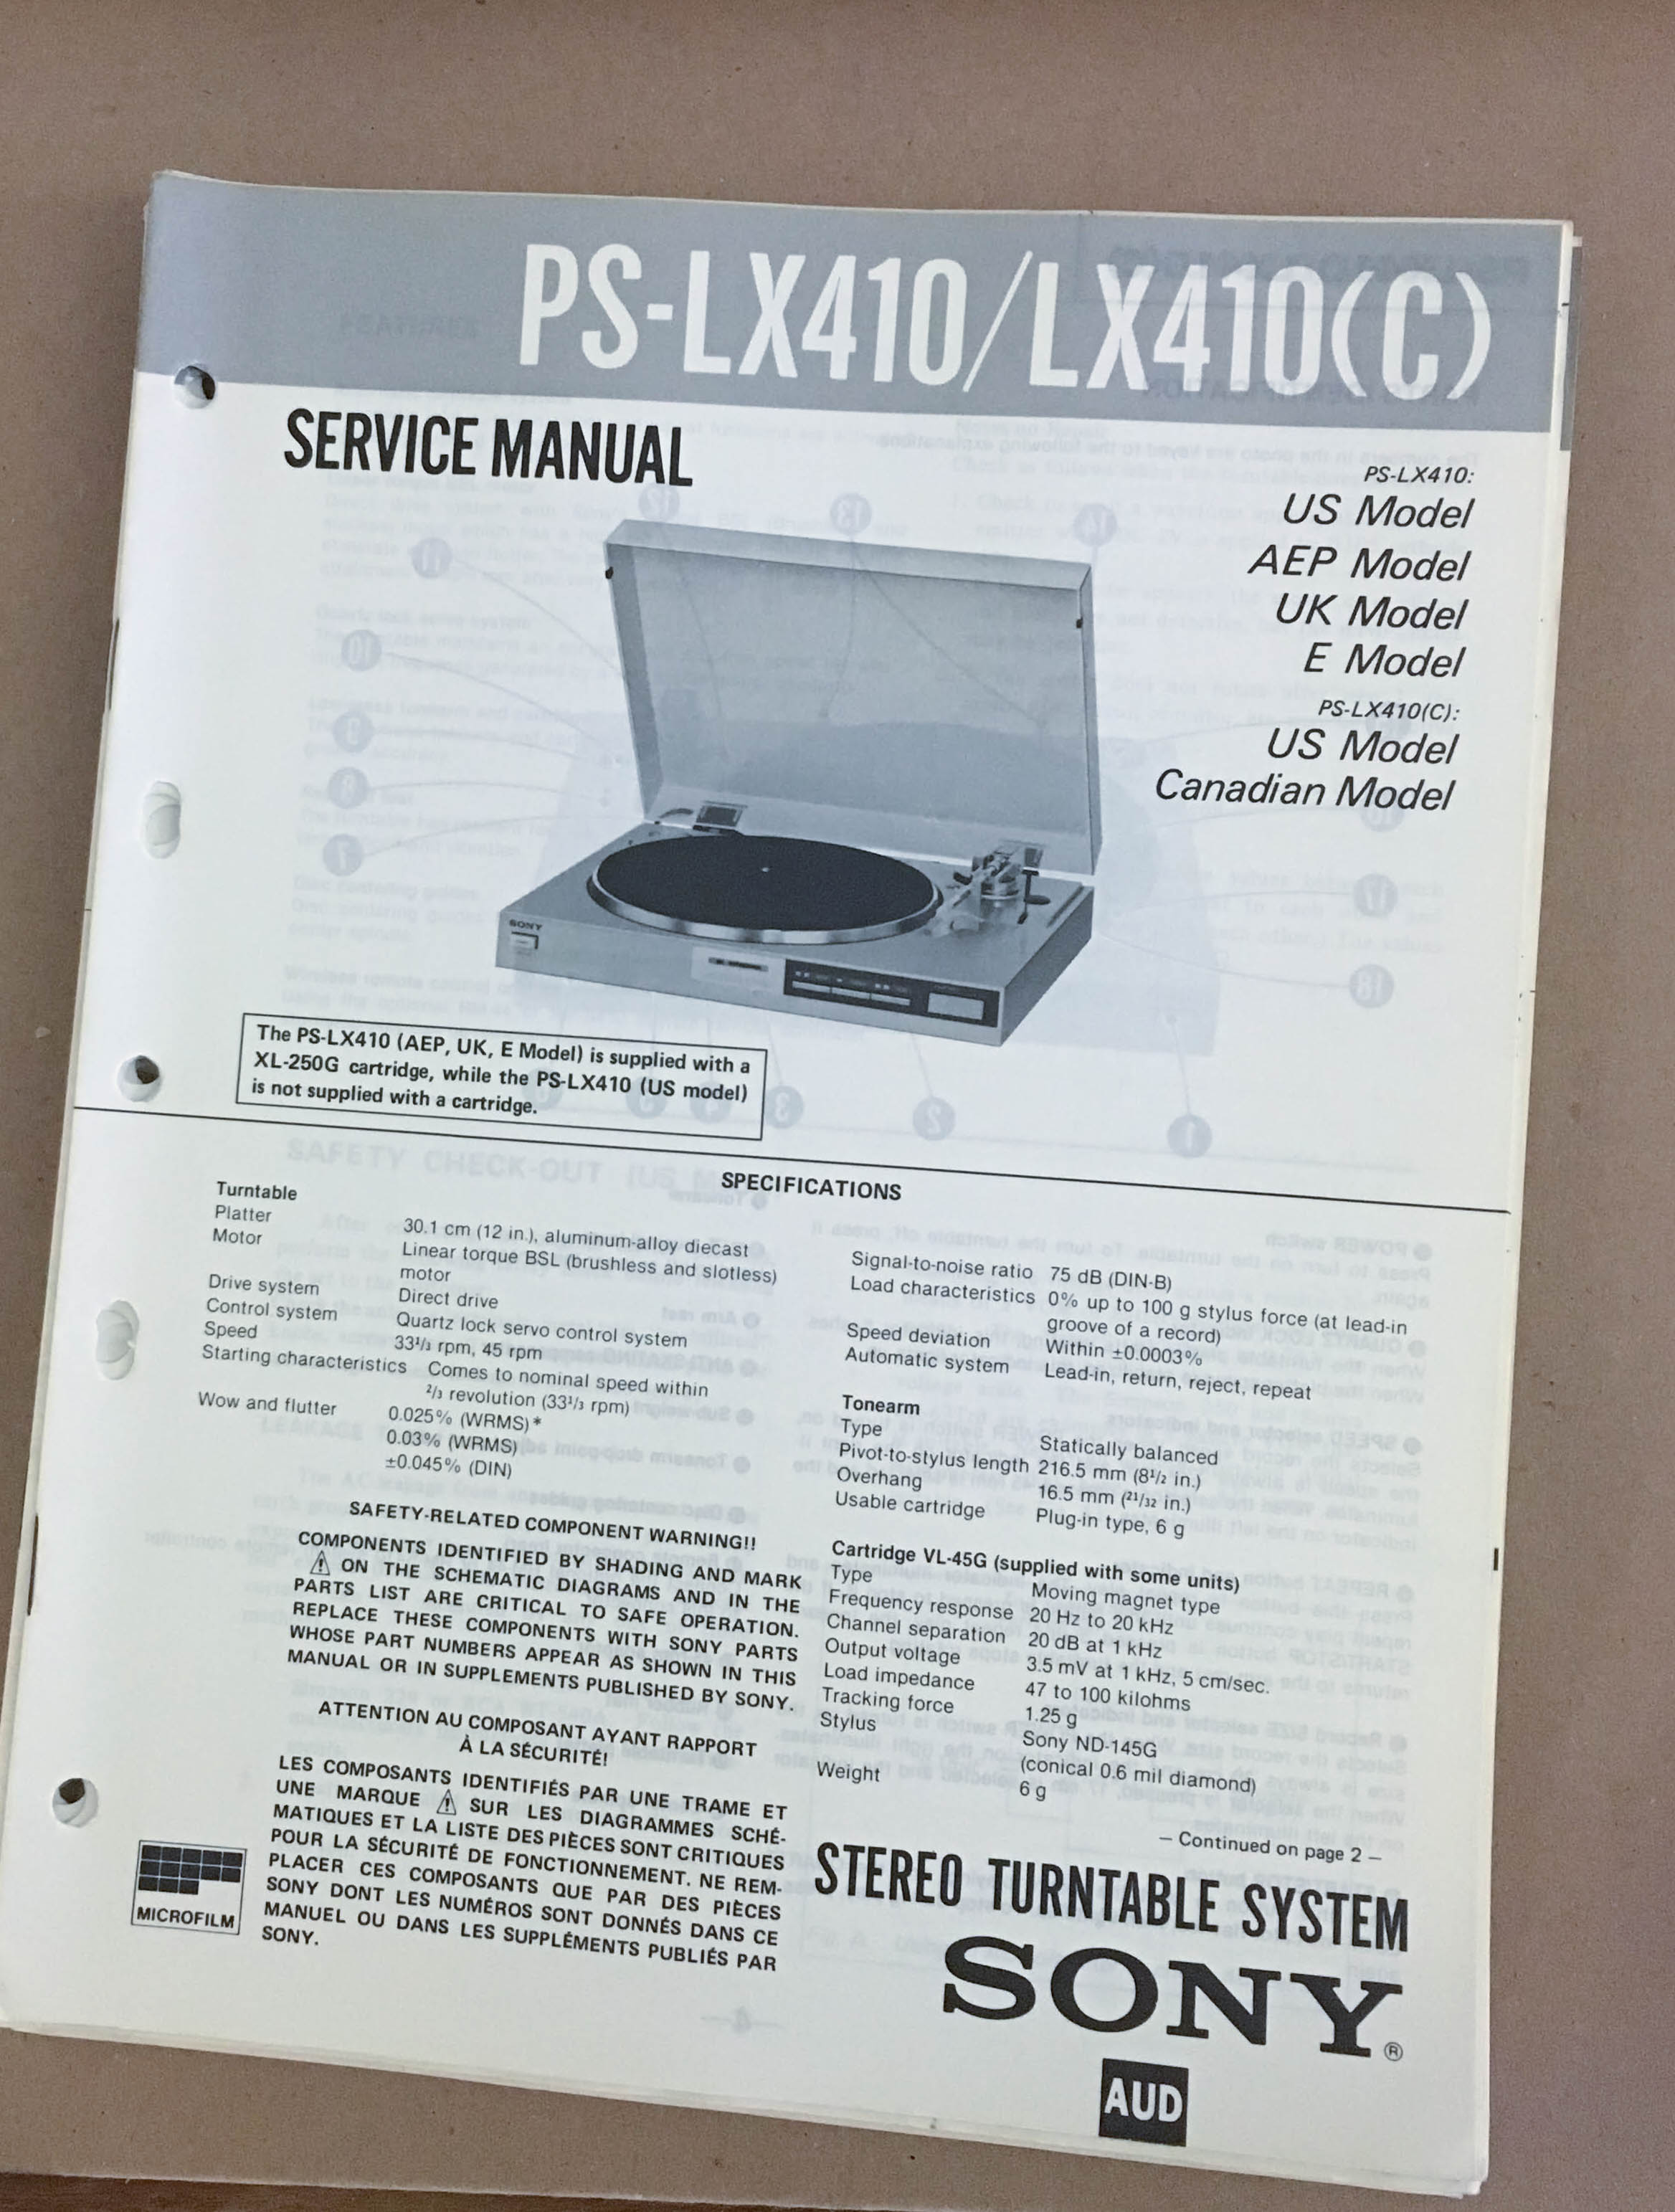 PS-LX410/LX410(C)
SERVICE MANUAL
PS-LX410:
US Model
AEP Model
UK Model
E Model
PS-LX410(C):
US Model
Canadian Model
SONY
The PS-LX410 (AEP, UK, E Model) is supplied with a
XL-250G cartridge, while the PS-LX410 (US model)
is not supplied with a cartridge.
SPECIFICATIONS
Turntable
Platter 30.1 cm (12 in.), aluminum-alloy diecast
Motor Linear torque BSL (brushless and slotless)
motor
Drive system Direct drive
Control system Quartz lock servo control system
Speed 33¹/₃ rpm, 45 rpm
Starting characteristics Comes to nominal speed within
²/₃ revolution (33¹/₃ rpm)
Wow and flutter 0.025% (WRMS)*
0.03% (WRMS)
±0.045% (DIN)
SAFETY-RELATED COMPONENT WARNING!!
COMPONENTS IDENTIFIED BY SHADING AND MARK
⚠ ON THE SCHEMATIC DIAGRAMS AND IN THE
PARTS LIST ARE CRITICAL TO SAFE OPERATION.
REPLACE THESE COMPONENTS WITH SONY PARTS
WHOSE PART NUMBERS APPEAR AS SHOWN IN THIS
MANUAL OR IN SUPPLEMENTS PUBLISHED BY SONY.
ATTENTION AU COMPOSANT AYANT RAPPORT
À LA SÉCURITÉ!
LES COMPOSANTS IDENTIFIÉS PAR UNE TRAME ET
UNE MARQUE ⚠ SUR LES DIAGRAMMES SCHÉ-
MATIQUES ET LA LISTE DES PIÈCES SONT CRITIQUES
POUR LA SÉCURITÉ DE FONCTIONNEMENT. NE REM-
PLACER CES COMPOSANTS QUE PAR DES PIÈCES
SONY DONT LES NUMÉROS SONT DONNÉS DANS CE
MANUEL OU DANS LES SUPPLÉMENTS PUBLIÉS PAR
SONY.
MICROFILM
Signal-to-noise ratio 75 dB (DIN-B)
Load characteristics 0% up to 100 g stylus force (at lead-in
groove of a record)
Speed deviation Within ±0.0003%
Automatic system Lead-in, return, reject, repeat
Tonearm
Type Statically balanced
Pivot-to-stylus length 216.5 mm (8¹/₂ in.)
Overhang 16.5 mm (²¹/₃₂ in.)
Usable cartridge Plug-in type, 6 g
Cartridge VL-45G (supplied with some units)
Type Moving magnet type
Frequency response 20 Hz to 20 kHz
Channel separation 20 dB at 1 kHz
Output voltage 3.5 mV at 1 kHz, 5 cm/sec.
Load impedance 47 to 100 kilohms
Tracking force 1.25 g
Stylus Sony ND-145G
(conical 0.6 mil diamond)
Weight 6 g
– Continued on page 2 –
STEREO TURNTABLE SYSTEM
SONY®
AUD